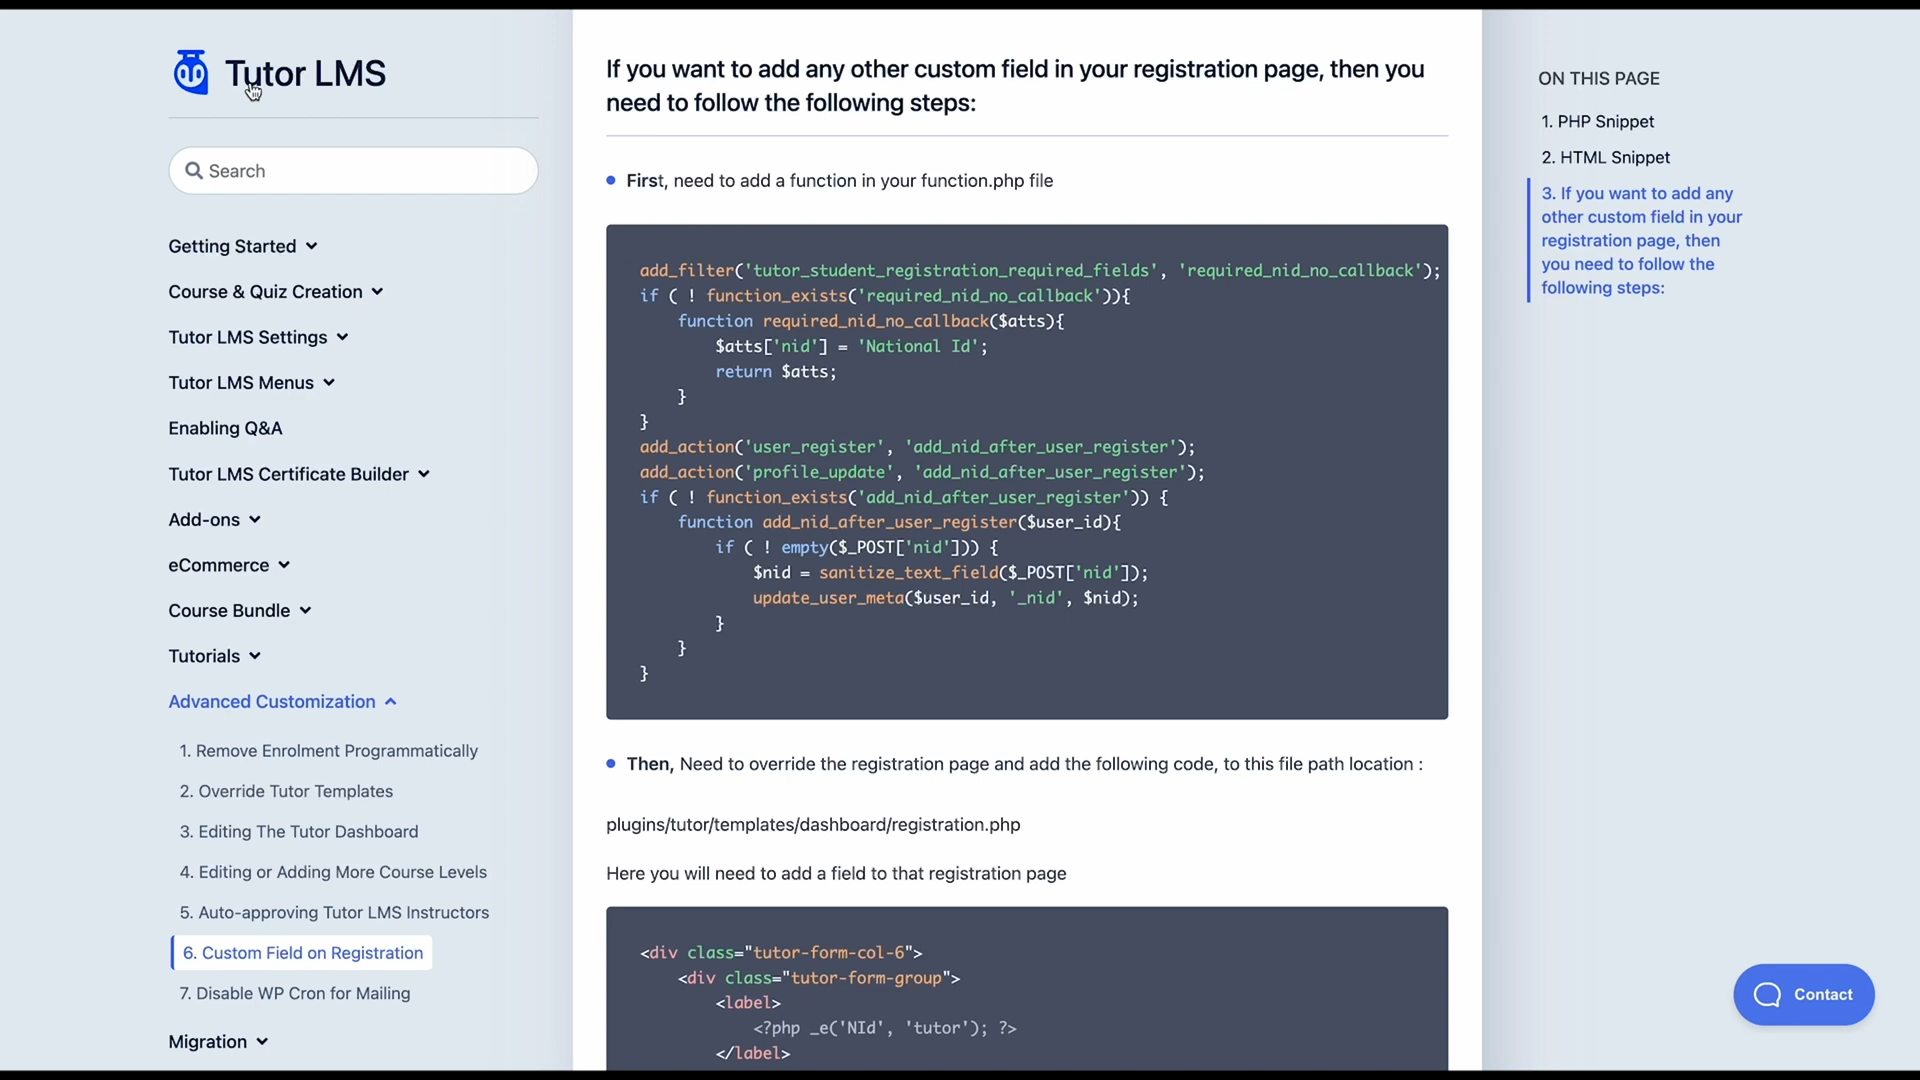 Tutor LMS
Search
Getting Started
Course & Quiz Creation
Tutor LMS Settings
Tutor LMS Menus
Enabling Q&A
Tutor LMS Certificate Builder
Add-ons
eCommerce
Course Bundle
Tutorials
Advanced Customization
1. Remove Enrolment Programmatically
2. Override Tutor Templates
3. Editing The Tutor Dashboard
4. Editing or Adding More Course Levels
5. Auto-approving Tutor LMS Instructors
6. Custom Field on Registration
7. Disable WP Cron for Mailing
Migration
If you want to add any other custom field in your registration page, then you
need to follow the following steps:
First, need to add a function in your function.php file
add_filter('tutor_student_registration_required_fields', 'required_nid_no_callback');
if ( ! function_exists('required_nid_no_callback')){
    function required_nid_no_callback($atts){
        $atts['nid'] = 'National Id';
        return $atts;
    }
}
add_action('user_register', 'add_nid_after_user_register');
add_action('profile_update', 'add_nid_after_user_register');
if ( ! function_exists('add_nid_after_user_register')) {
    function add_nid_after_user_register($user_id){
        if ( ! empty($_POST['nid'])) {
            $nid = sanitize_text_field($_POST['nid']);
            update_user_meta($user_id, '_nid', $nid);
        }
    }
}
Then, Need to override the registration page and add the following code, to this file path location :
plugins/tutor/templates/dashboard/registration.php
Here you will need to add a field to that registration page
<div class="tutor-form-col-6">
    <div class="tutor-form-group">
        <label>
            <?php _e('NId', 'tutor'); ?>
        </label>
ON THIS PAGE
1. PHP Snippet
2. HTML Snippet
3. If you want to add any
other custom field in your
registration page, then
you need to follow the
following steps:
Contact